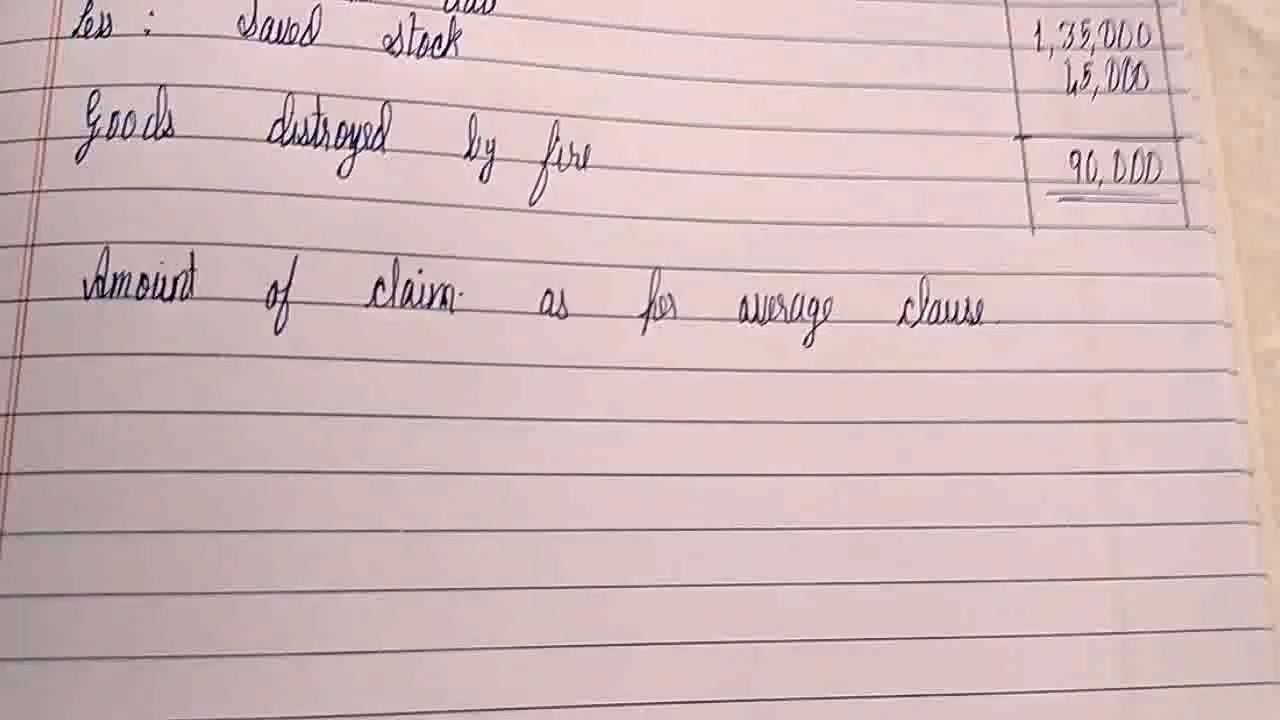 Less : Saved stock
1,35,000
45,000
Goods distroyed by fire
90,000
Amount of claim as per average clause